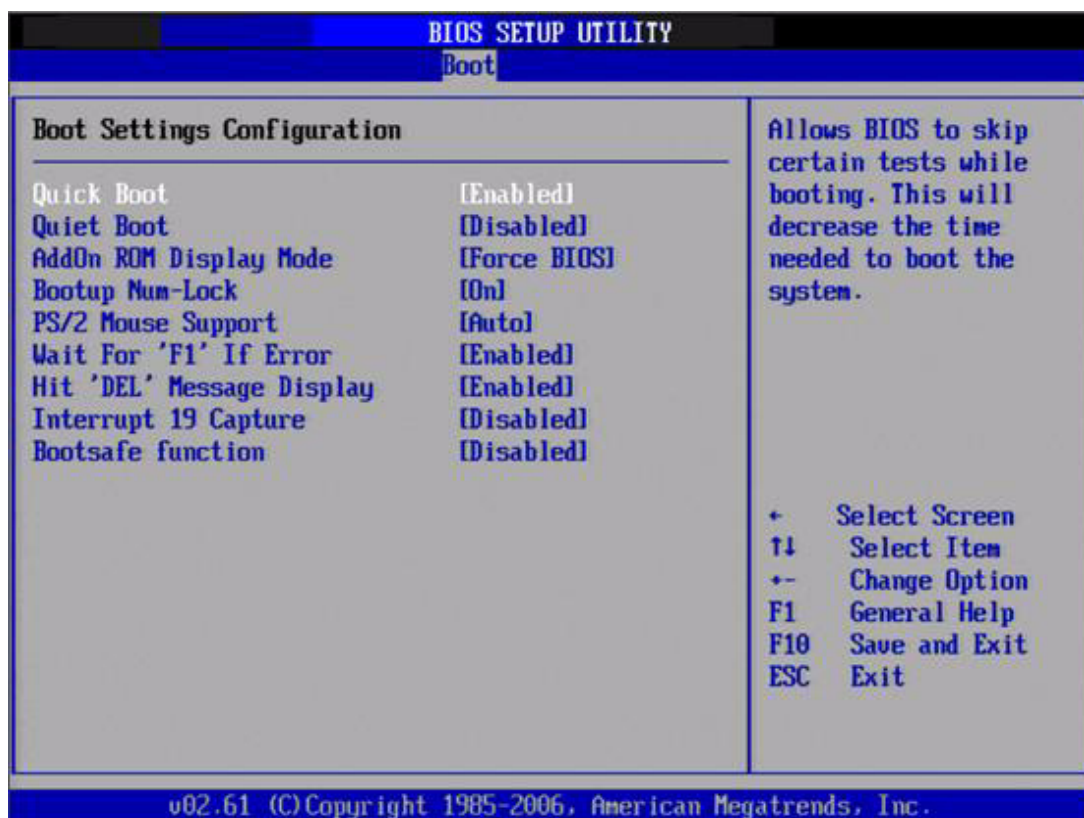 BIOS SETUP UTILITY
Boot
Boot Settings Configuration
Quick Boot [Enabled]
Quiet Boot [Disabled]
AddOn ROM Display Mode [Force BIOS]
Bootup Num-Lock [On]
PS/2 Mouse Support [Auto]
Wait For 'F1' If Error [Enabled]
Hit 'DEL' Message Display [Enabled]
Interrupt 19 Capture [Disabled]
Bootsafe function [Disabled]
Allows BIOS to skip
certain tests while
booting. This will
decrease the time
needed to boot the
system.
← Select Screen
↑↓ Select Item
+- Change Option
F1 General Help
F10 Save and Exit
ESC Exit
v02.61 (C)Copyright 1985-2006, American Megatrends, Inc.